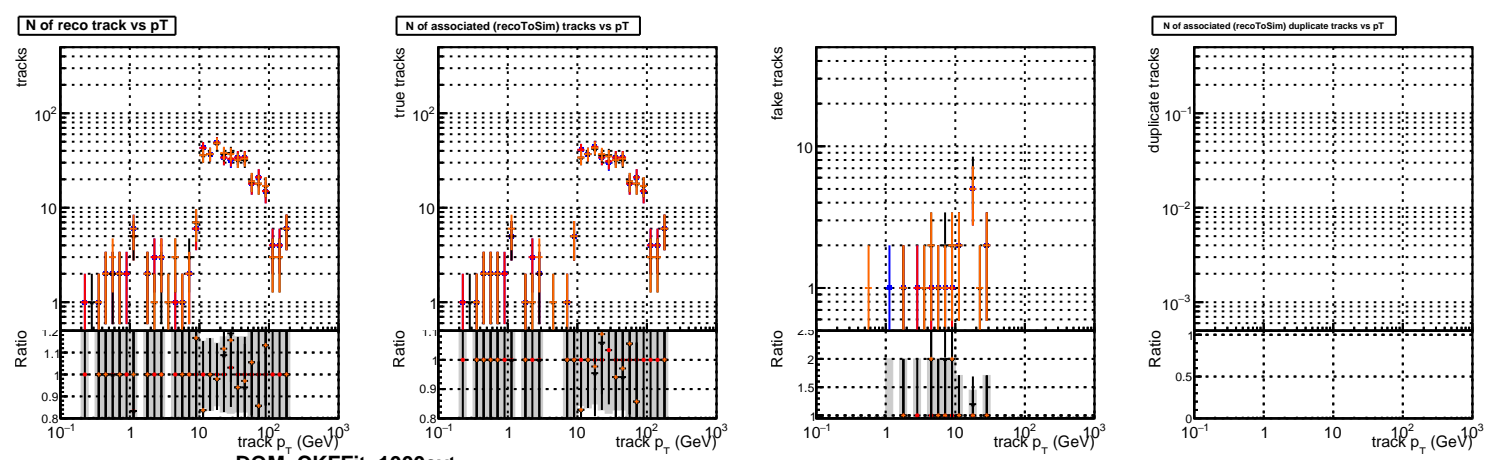 N of reco track vs pT
tracks
10²
10
1
Ratio
1.2
1.1
1
0.9
0.8
10⁻¹ 1 10 10² 10³
track p_T (GeV)
N of associated (recoToSim) tracks vs pT
true tracks
10²
10
1
Ratio
1.1
1
0.9
0.8
10⁻¹ 1 10 10² 10³
track p_T (GeV)
fake tracks
10
1
Ratio
2.5
2
1.5
1
10⁻¹ 1 10 10² 10³
track p_T (GeV)
N of associated (recoToSim) duplicate tracks vs pT
duplicate tracks
10⁻¹
10⁻²
10⁻³
Ratio
1
0.5
0
10⁻¹ 1 10 10² 10³
track p_T (GeV)